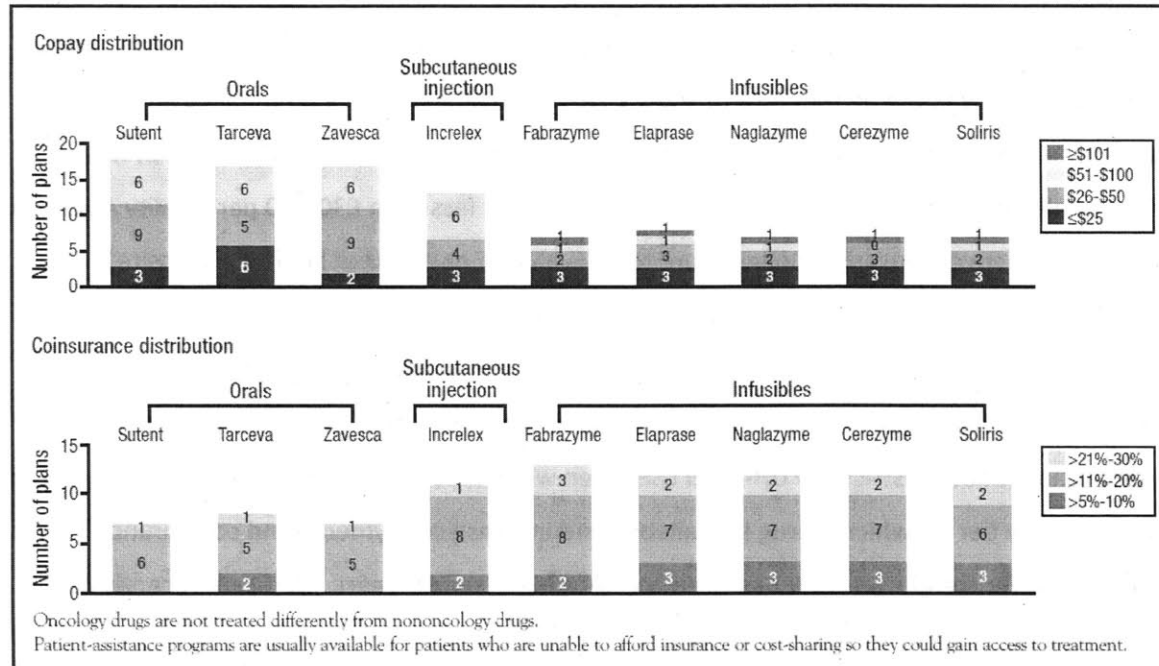 Copay distribution
Orals
Subcutaneous
injection
Infusibles
Sutent Tarceva Zavesca Increlex Fabrazyme Elaprase Naglazyme Cerezyme Soliris
Number of plans
20
15
10
5
0
6 6 6 6 1 1 1 1 1
9 5 9 4 1 1 1 0 1
3 6 2 3 2 3 2 3 2
3 3 3 3 3
≥$101
$51-$100
$26-$50
≤$25
Coinsurance distribution
Orals
Subcutaneous
injection
Infusibles
Sutent Tarceva Zavesca Increlex Fabrazyme Elaprase Naglazyme Cerezyme Soliris
Number of plans
15
10
5
0
1 1 1 1 3 2 2 2 2
6 5 5 8 8 7 7 7 6
2 2 2 3 3 3 3
>21%-30%
>11%-20%
>5%-10%
Oncology drugs are not treated differently from nononcology drugs.
Patient-assistance programs are usually available for patients who are unable to afford insurance or cost-sharing so they could gain access to treatment.